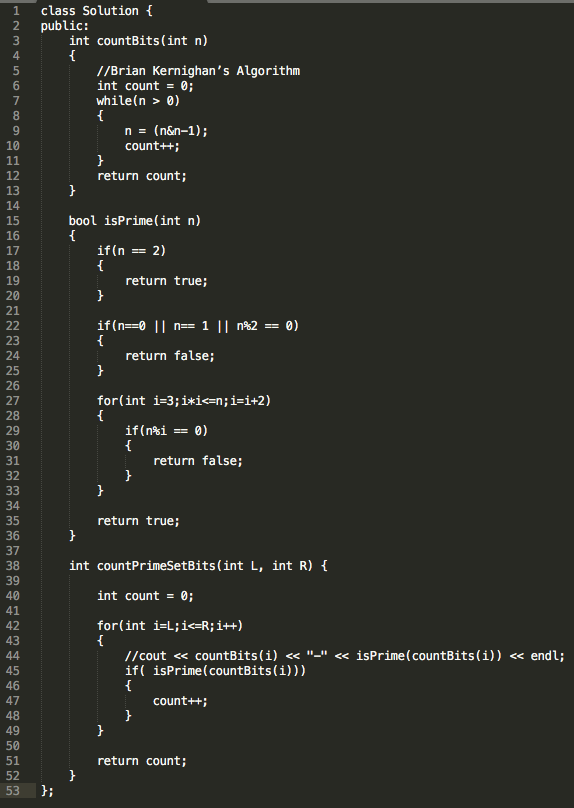 1 class Solution {
2 public:
3     int countBits(int n)
4     {
5         //Brian Kernighan's Algorithm
6         int count = 0;
7         while(n > 0)
8         {
9             n = (n&n-1);
10             count++;
11         }
12         return count;
13     }
14
15     bool isPrime(int n)
16     {
17         if(n == 2)
18         {
19             return true;
20         }
21
22         if(n==0 || n== 1 || n%2 == 0)
23         {
24             return false;
25         }
26
27         for(int i=3;i*i<=n;i=i+2)
28         {
29             if(n%i == 0)
30             {
31                 return false;
32             }
33         }
34
35         return true;
36     }
37
38     int countPrimeSetBits(int L, int R) {
39
40         int count = 0;
41
42         for(int i=L;i<=R;i++)
43         {
44             //cout << countBits(i) << "-" << isPrime(countBits(i)) << endl;
45             if( isPrime(countBits(i)))
46             {
47                 count++;
48             }
49         }
50
51         return count;
52     }
53 };